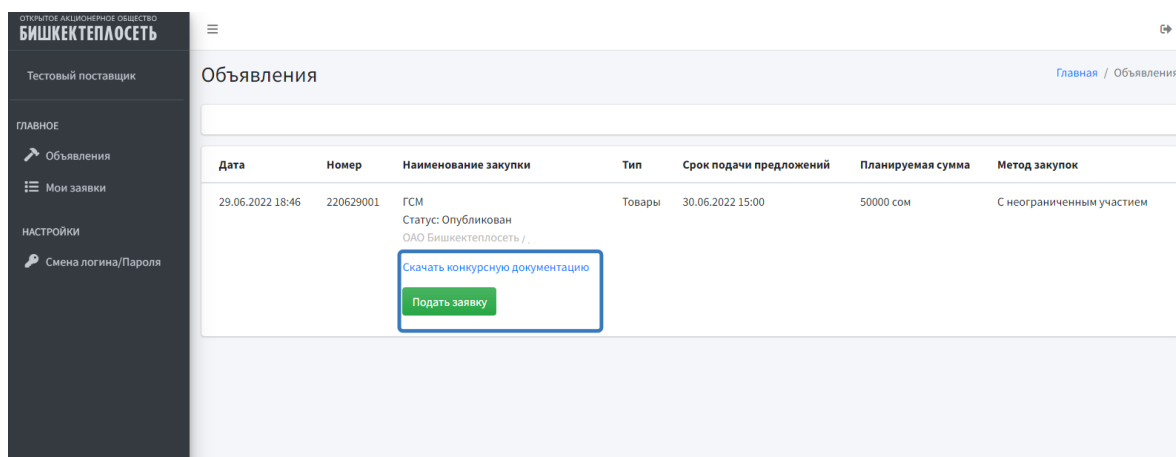 ОТКРЫТОЕ АКЦИОНЕРНОЕ ОБЩЕСТВО
БИШКЕКТЕПЛОСЕТЬ
Тестовый поставщик
ГЛАВНОЕ
Объявления
Мои заявки
НАСТРОЙКИ
Смена логина/Пароля
Объявления
Главная / Объявления
Дата Номер Наименование закупки Тип Срок подачи предложений Планируемая сумма Метод закупок
29.06.2022 18:46 220629001 ГСМ Товары 30.06.2022 15:00 50000 сом С неограниченным участием
Статус: Опубликован
ОАО Бишкектеплосеть /
Скачать конкурсную документацию
Подать заявку